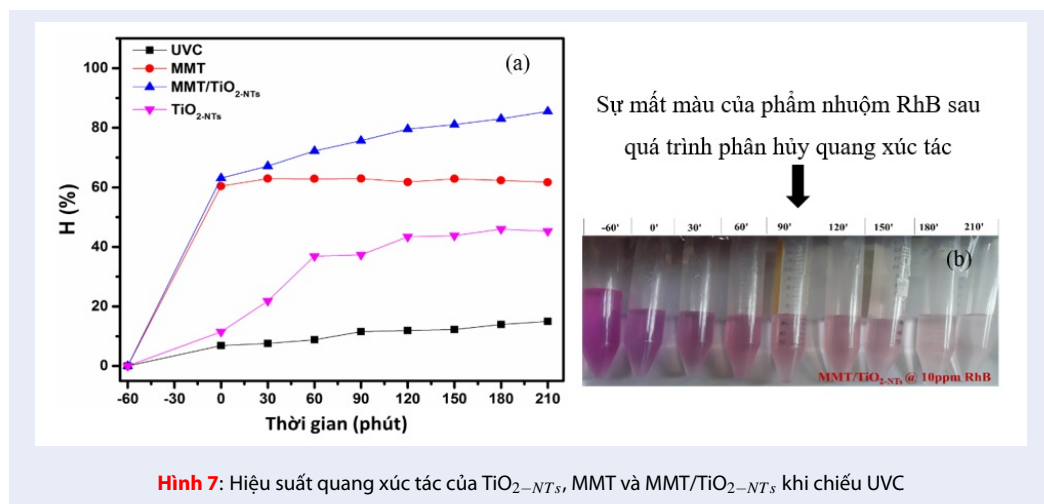 (a)
UVC
MMT
MMT/TiO2-NTs
TiO2-NTs
H (%)
100
80
60
40
20
0
-60 -30 0 30 60 90 120 150 180 210
Thời gian (phút)
Sự mất màu của phẩm nhuộm RhB sau
quá trình phân hủy quang xúc tác
-60' 0' 30' 60' 90' 120' 150' 180' 210'
(b)
MMT/TiO2-NTs @ 10ppm RhB
Hình 7: Hiệu suất quang xúc tác của TiO2−NTs, MMT và MMT/TiO2−NTs khi chiếu UVC